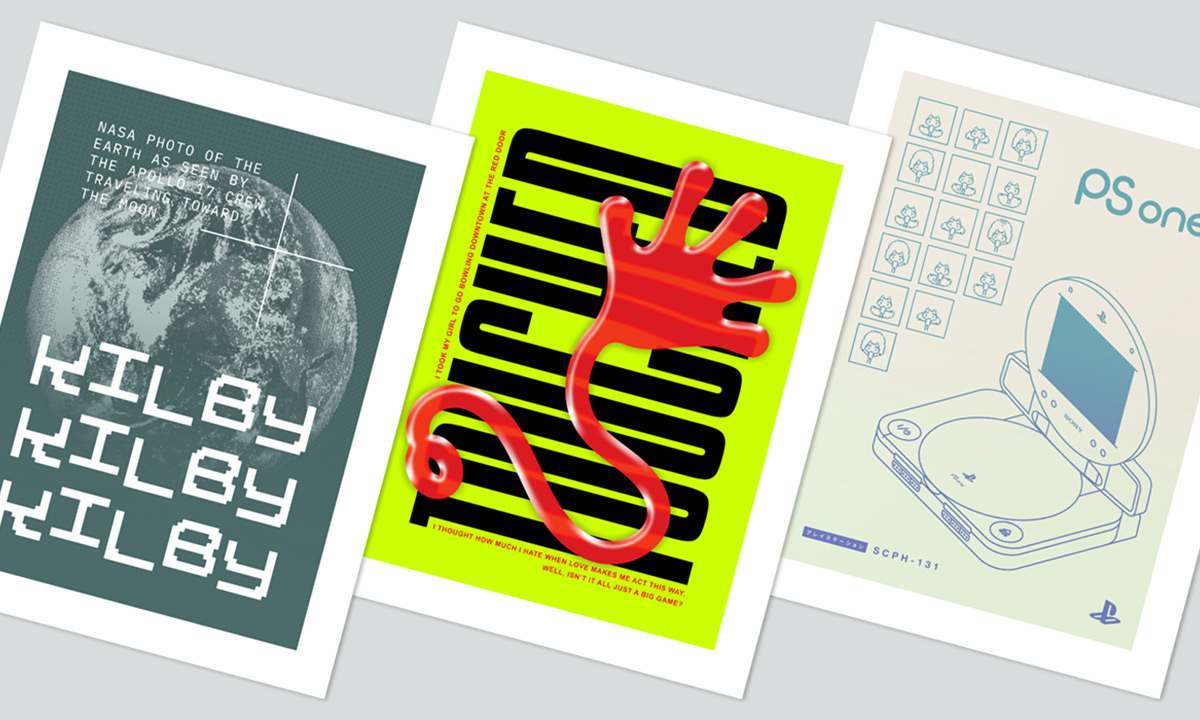 NASA PHOTO OF THE
EARTH AS SEEN BY
THE APOLLO 17 CREW
TRAVELING TOWARD
THE MOON
KILBY
KILBY
KILBY
I TOOK MY GIRL TO GO BOWLING DOWNTOWN AT THE RED DOOR
I THOUGHT HOW MUCH I HATE WHEN LOVE MAKES ME ACT THIS WAY.
WELL, ISN'T IT ALL JUST A BIG GAME?
PS one
SONY
プレイステーション SCPH-131